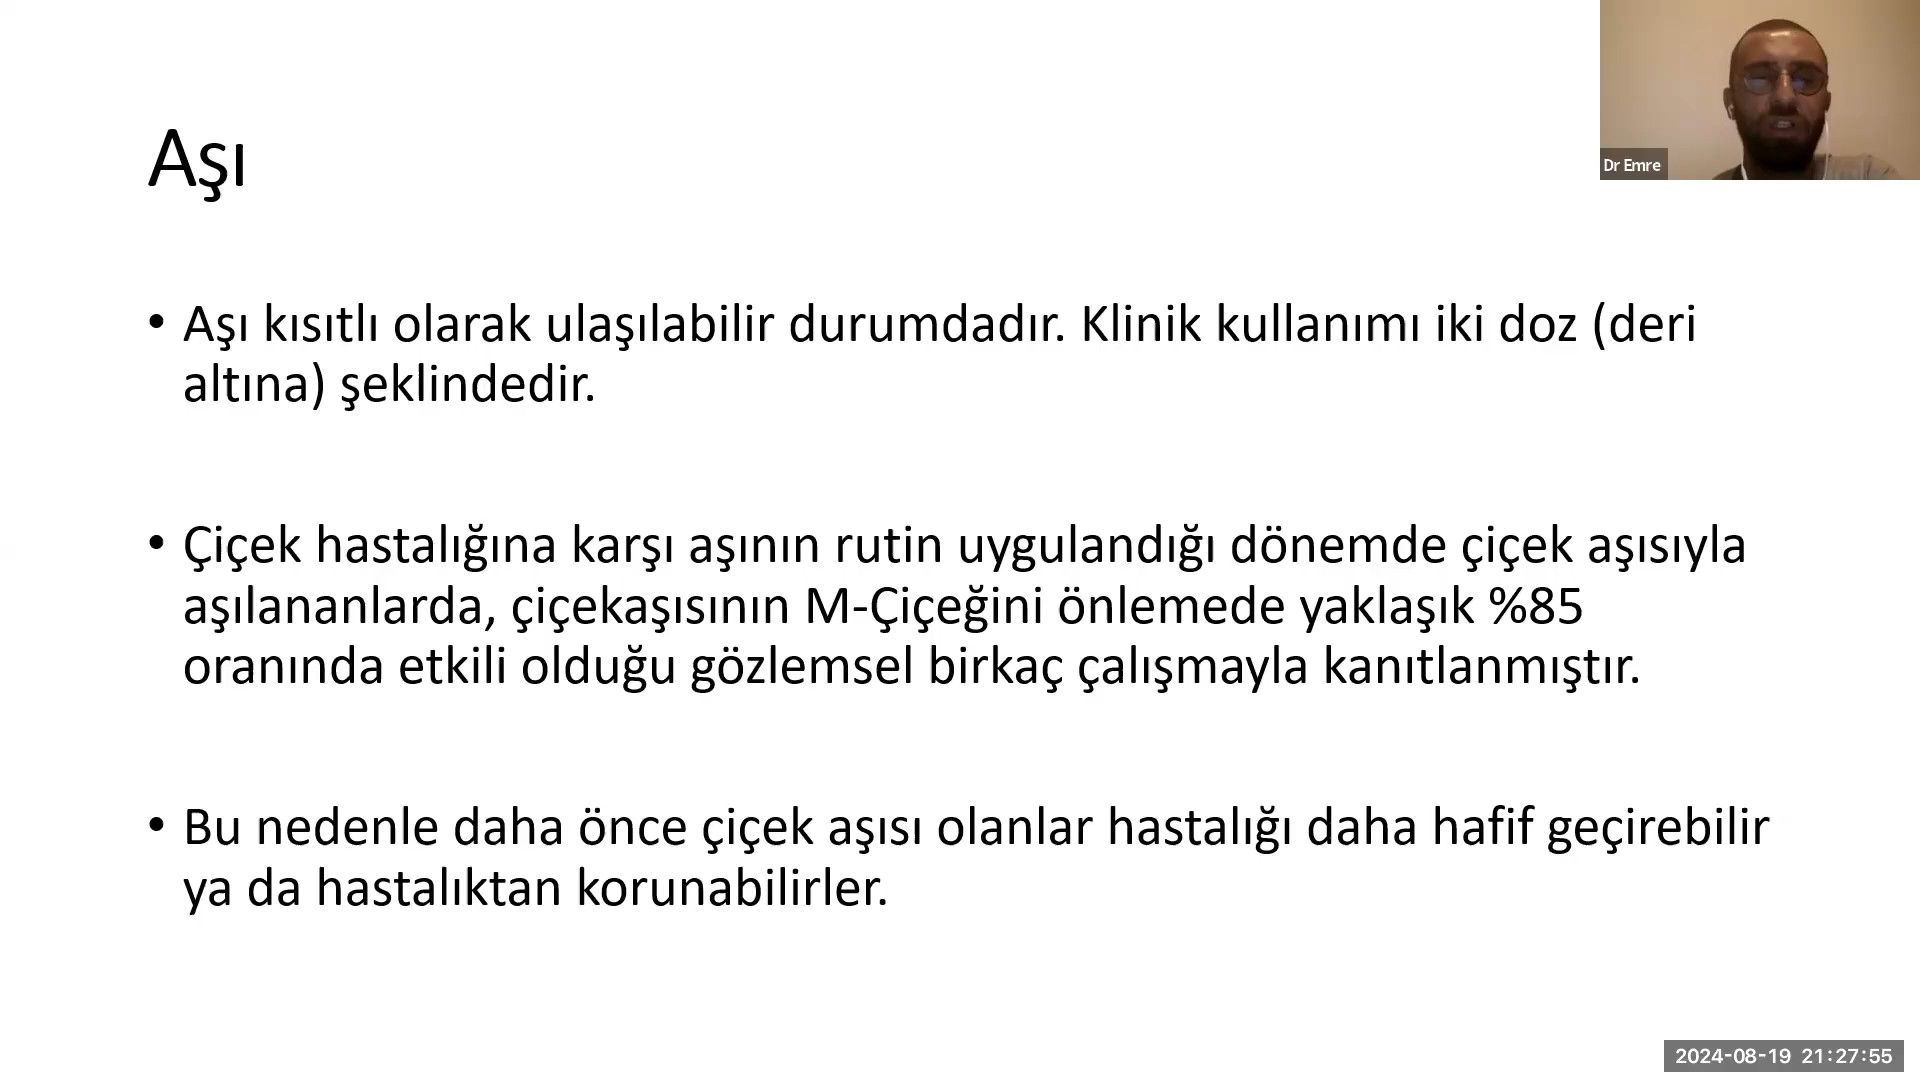 Aşı
• Aşı kısıtlı olarak ulaşılabilir durumdadır. Klinik kullanımı iki doz (deri
altına) şeklindedir.
• Çiçek hastalığına karşı aşının rutin uygulandığı dönemde çiçek aşısıyla
aşılananlarda, çiçekaşısının M-Çiçeğini önlemede yaklaşık %85
oranında etkili olduğu gözlemsel birkaç çalışmayla kanıtlanmıştır.
• Bu nedenle daha önce çiçek aşısı olanlar hastalığı daha hafif geçirebilir
ya da hastalıktan korunabilirler.
Dr Emre
2024-08-19 21:27:55